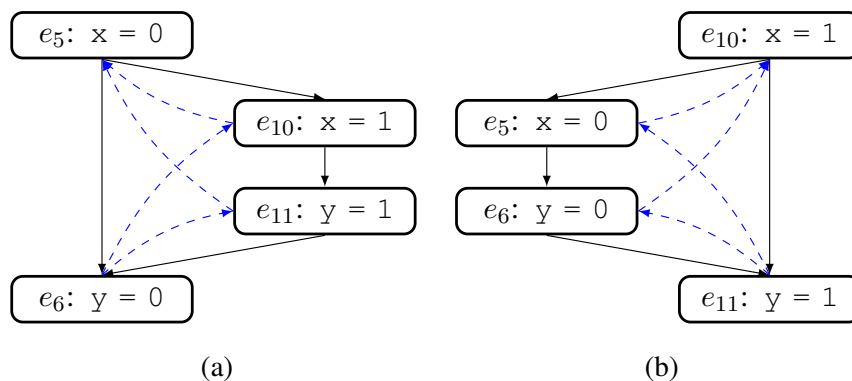 e₅: x = 0
e₁₀: x = 1
e₁₁: y = 1
e₆: y = 0
(a)
e₁₀: x = 1
e₅: x = 0
e₆: y = 0
e₁₁: y = 1
(b)